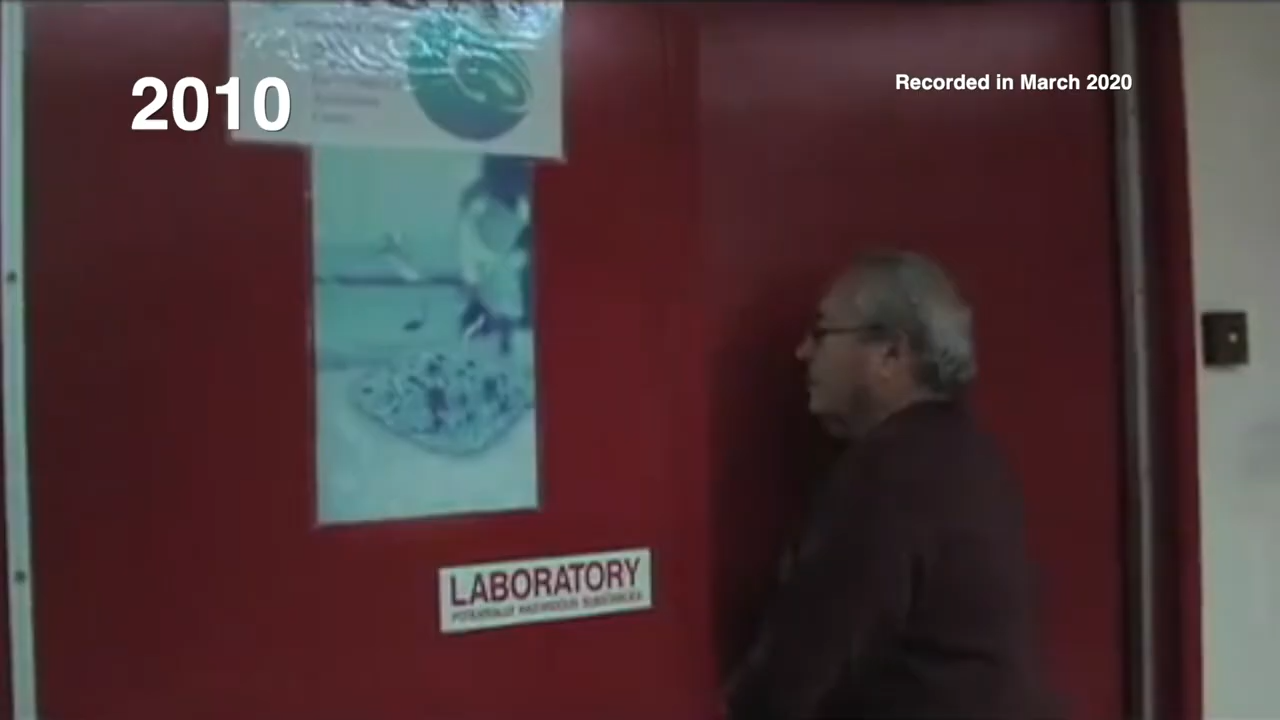 2010
Recorded in March 2020
LABORATORY
POTENTIALLY HAZARDOUS SUBSTANCES